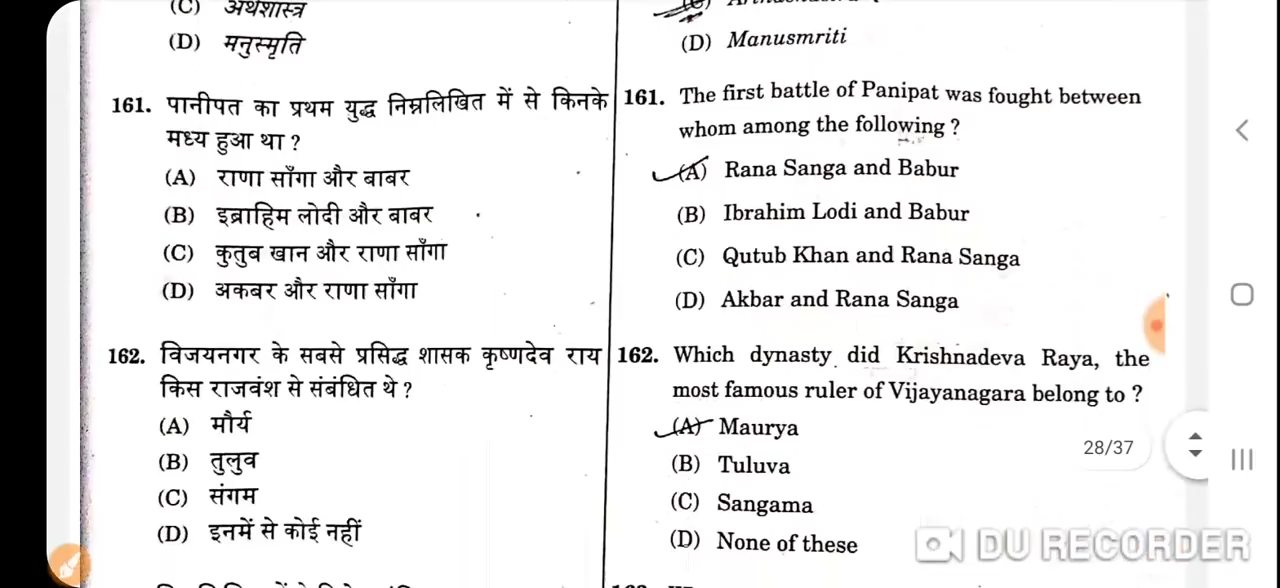 (C) अर्थशास्त्र
(D) मनुस्मृति
161. पानीपत का प्रथम युद्ध निम्नलिखित में से किनके
मध्य हुआ था ?
(A) राणा साँगा और बाबर
(B) इब्राहिम लोदी और बाबर
(C) कुतुब खान और राणा साँगा
(D) अकबर और राणा साँगा
162. विजयनगर के सबसे प्रसिद्ध शासक कृष्णदेव राय
किस राजवंश से संबंधित थे ?
(A) मौर्य
(B) तुलुव
(C) संगम
(D) इनमें से कोई नहीं
(D) Manusmriti
161. The first battle of Panipat was fought between
whom among the following ?
(A) Rana Sanga and Babur
(B) Ibrahim Lodi and Babur
(C) Qutub Khan and Rana Sanga
(D) Akbar and Rana Sanga
162. Which dynasty did Krishnadeva Raya, the
most famous ruler of Vijayanagara belong to ?
(A) Maurya
(B) Tuluva
(C) Sangama
(D) None of these
28/37
DU RECORDER